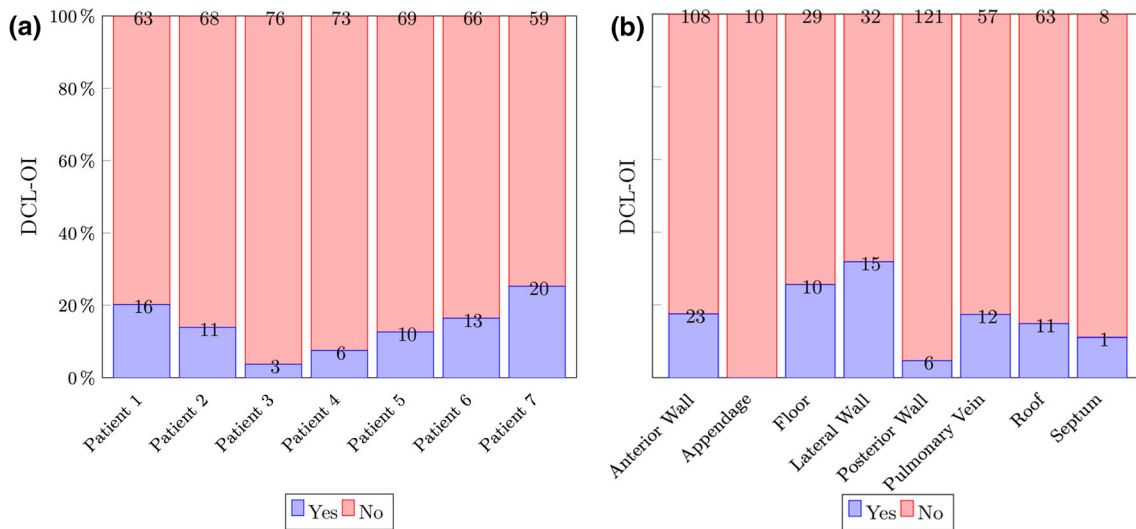 (a)
63 68 76 73 69 66 59
100 %
80 %
60 %
40 %
20 %
0 %
DCL-OI
16 11 3 6 10 13 20
Patient 1 Patient 2 Patient 3 Patient 4 Patient 5 Patient 6 Patient 7
Yes No
(b)
108 10 29 32 121 57 63 8
DCL-OI
23 10 15 6 12 11 1
Anterior Wall Appendage Floor Lateral Wall Posterior Wall Pulmonary Vein Roof Septum
Yes No